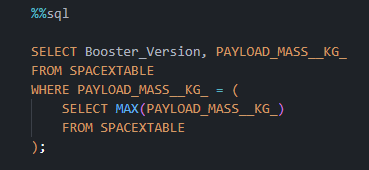 %%sql
SELECT Booster_Version, PAYLOAD_MASS__KG_
FROM SPACEXTABLE
WHERE PAYLOAD_MASS__KG_ = (
SELECT MAX(PAYLOAD_MASS__KG_)
FROM SPACEXTABLE
);